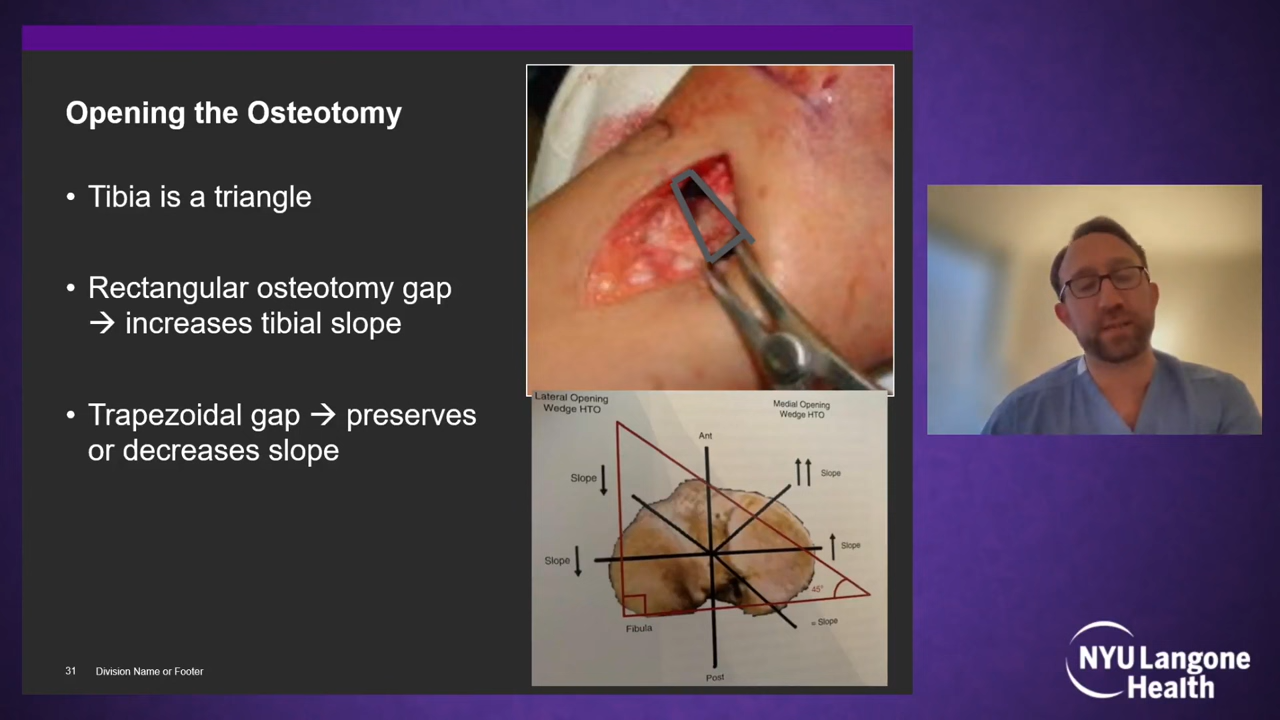 Opening the Osteotomy
• Tibia is a triangle
• Rectangular osteotomy gap
→ increases tibial slope
• Trapezoidal gap → preserves
or decreases slope
31 Division Name or Footer
Lateral Opening
Wedge HTO
Medial Opening
Wedge HTO
Ant
Slope
Slope
Slope
Slope
45°
= Slope
Fibula
Post
NYU Langone
Health